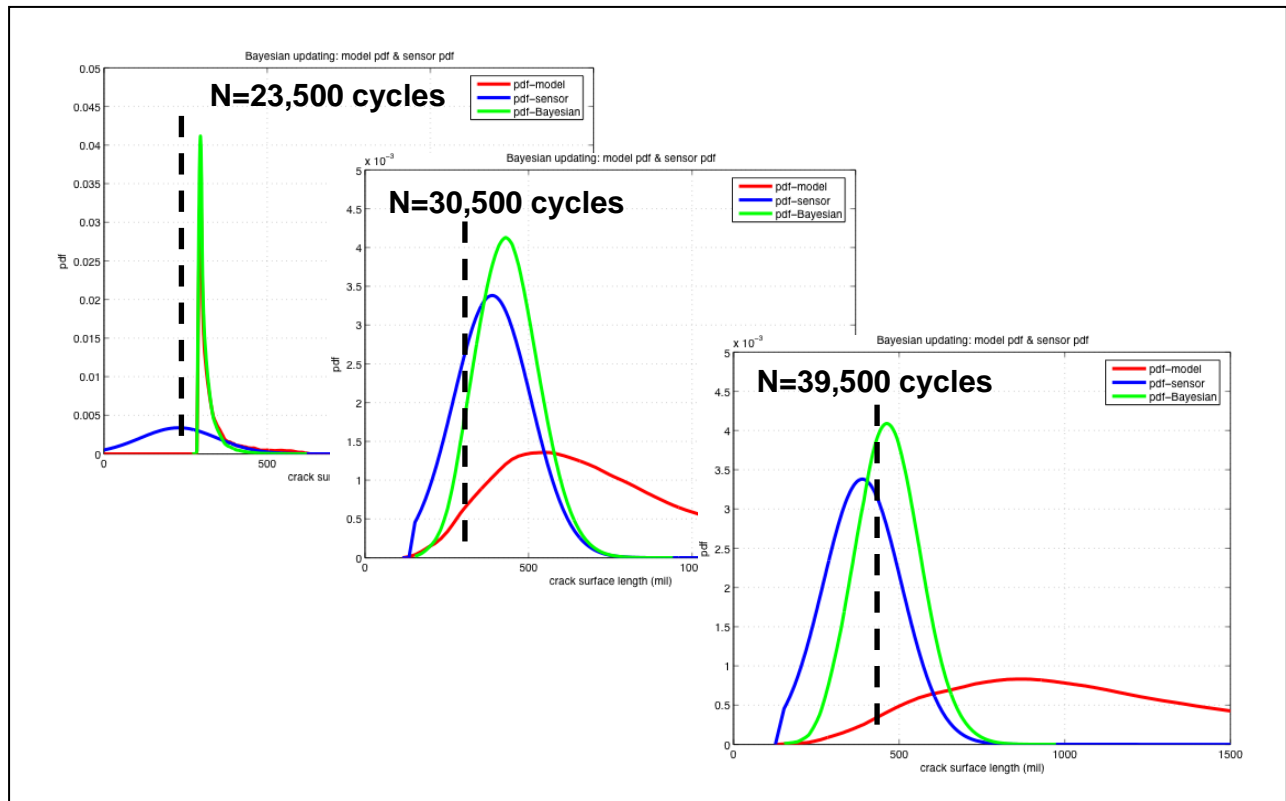 Bayesian updating: model pdf & sensor pdf
N=23,500 cycles
pdf-model
pdf-sensor
pdf-Bayesian
0.05
0.045
0.04
0.035
0.03
0.025
0.02
0.015
0.01
0.005
0
pdf
0
500
Bayesian updating: model pdf & sensor pdf
x 10⁻³
N=30,500 cycles
pdf-model
pdf-sensor
pdf-Bayesian
5
4.5
4
3.5
3
2.5
2
1.5
1
0.5
0
pdf
0
500
crack surface length (mil)
Bayesian updating: model pdf & sensor pdf
x 10⁻³
N=39,500 cycles
pdf-model
pdf-sensor
pdf-Bayesian
5
4.5
4
3.5
3
2.5
2
1.5
1
0.5
0
pdf
0
500
1000
1500
crack surface length (mil)